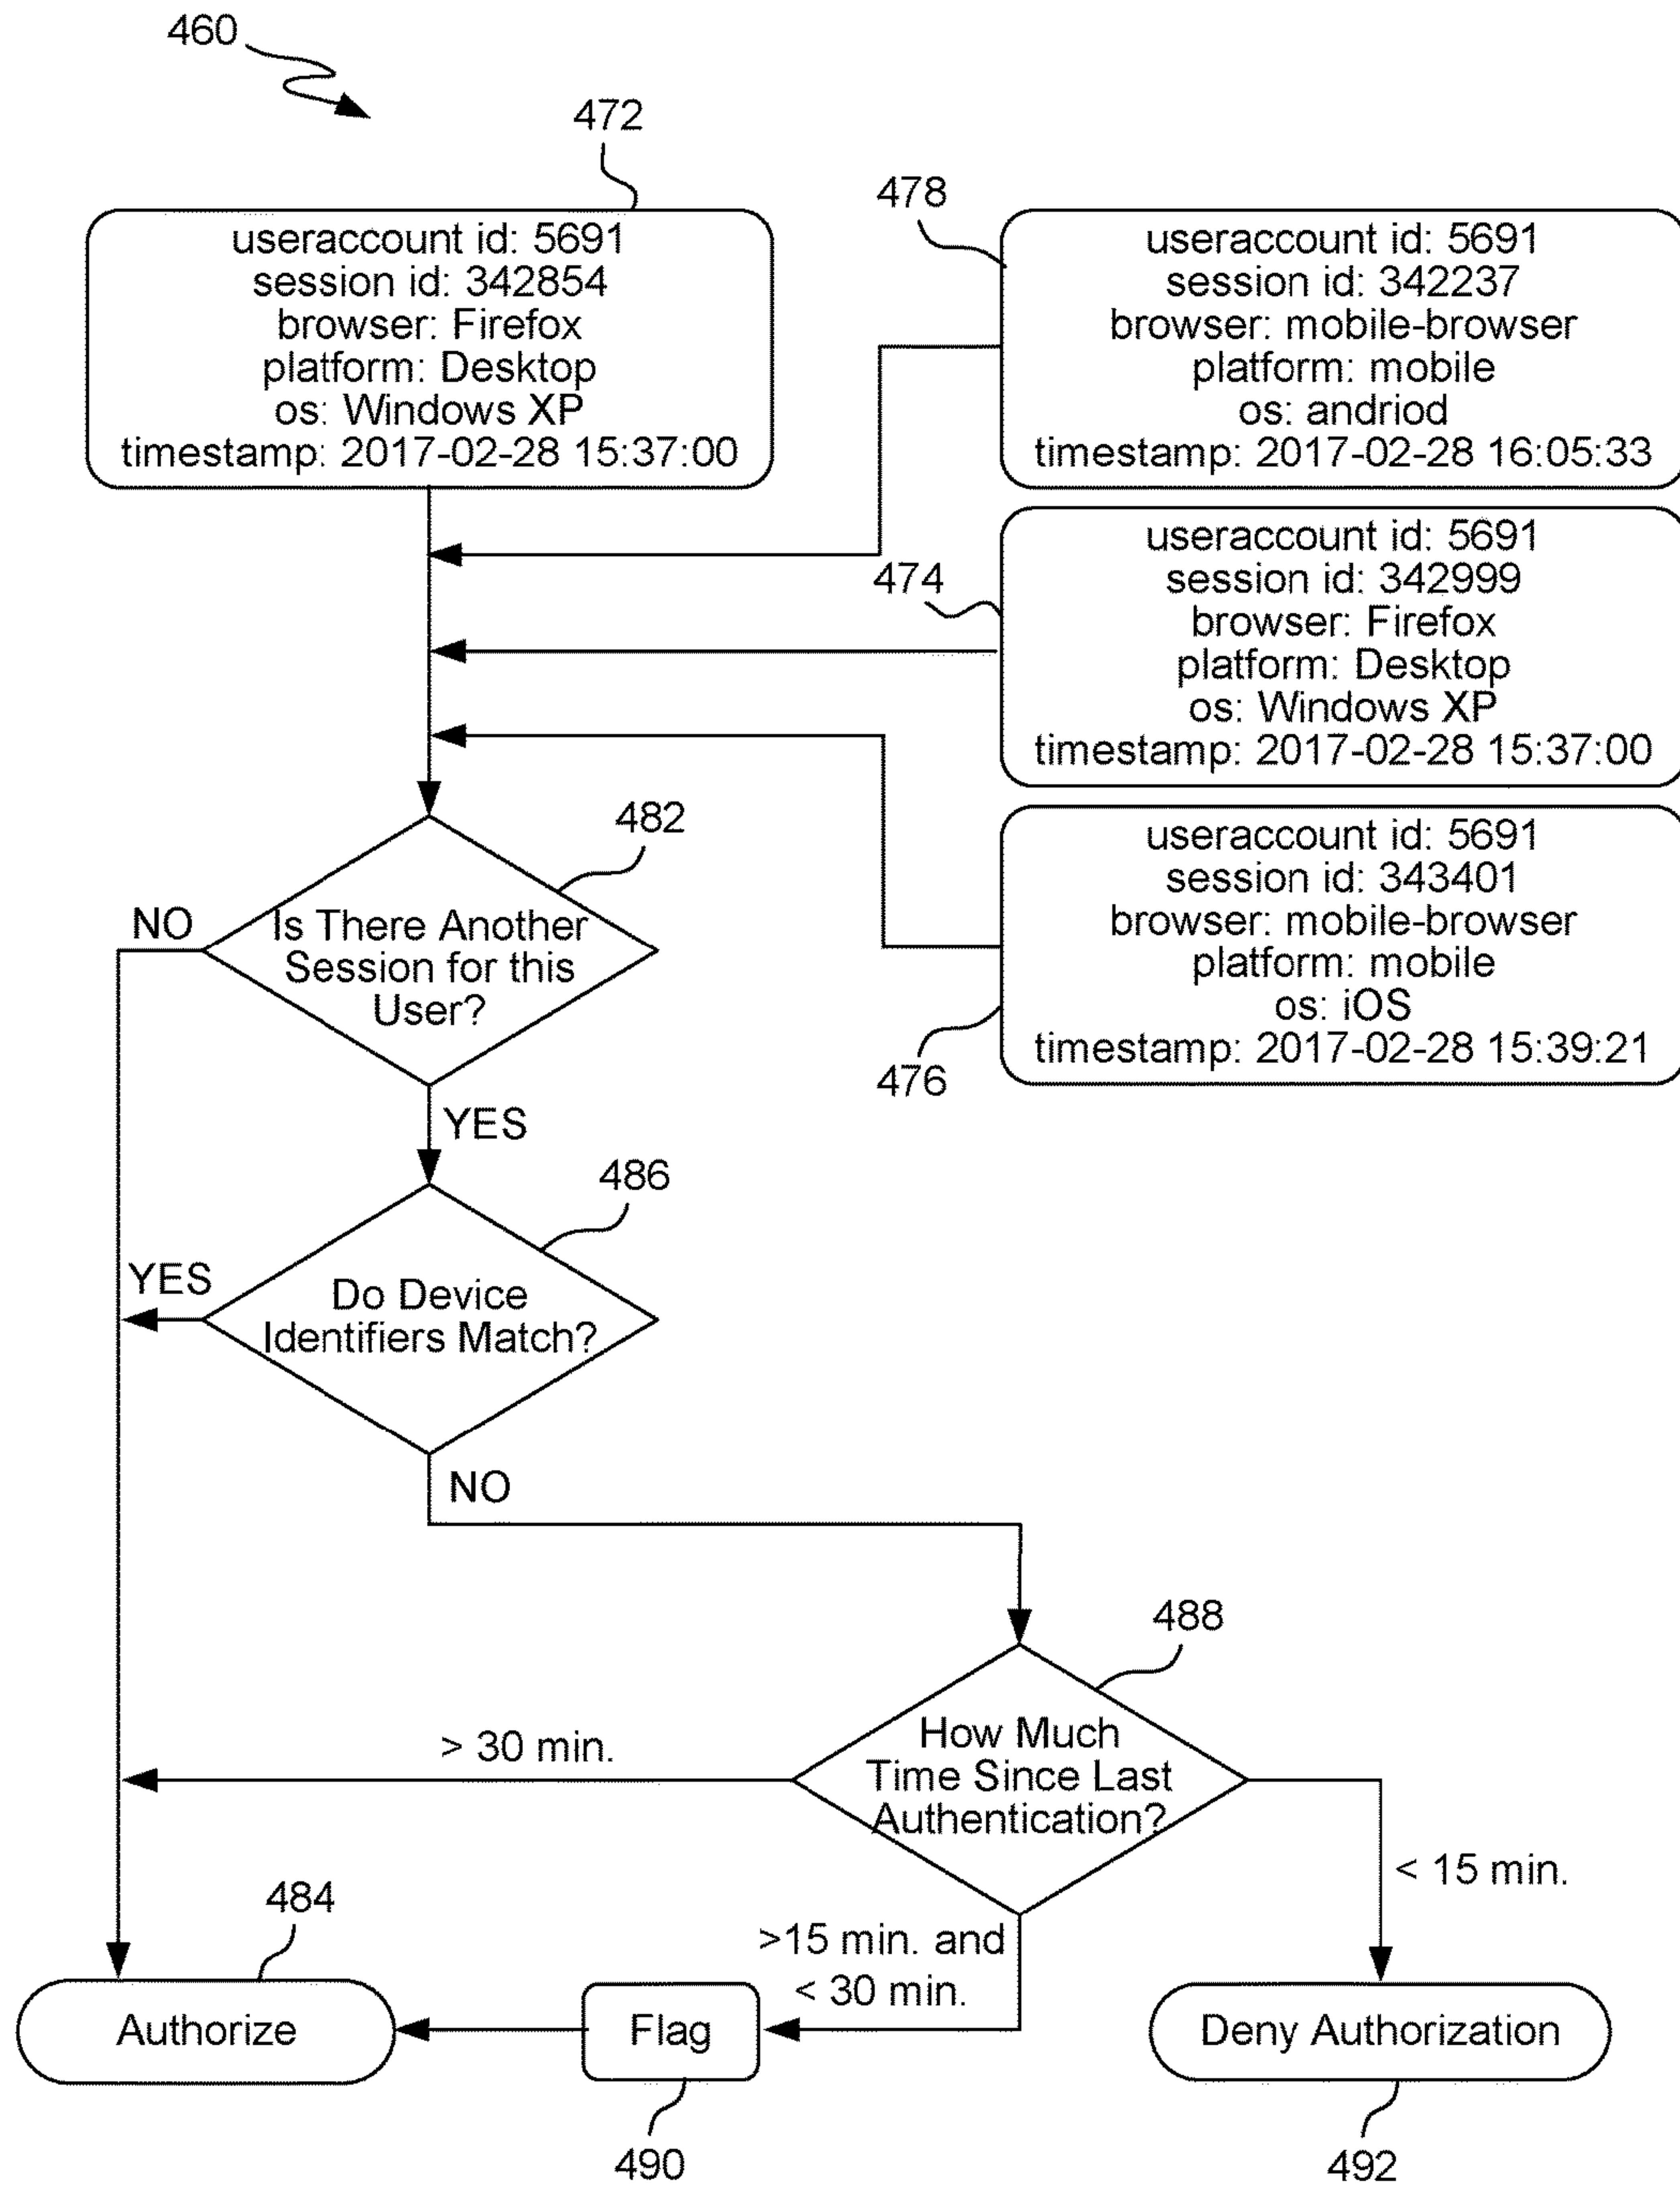 460
472
useraccount id: 5691
session id: 342854
browser: Firefox
platform: Desktop
os: Windows XP
timestamp: 2017-02-28 15:37:00
478
useraccount id: 5691
session id: 342237
browser: mobile-browser
platform: mobile
os: andriod
timestamp: 2017-02-28 16:05:33
474
useraccount id: 5691
session id: 342999
browser: Firefox
platform: Desktop
os: Windows XP
timestamp: 2017-02-28 15:37:00
useraccount id: 5691
session id: 343401
browser: mobile-browser
platform: mobile
os: iOS
timestamp: 2017-02-28 15:39:21
476
482
NO
Is There Another
Session for this
User?
YES
486
YES
Do Device
Identifiers Match?
NO
488
How Much
Time Since Last
Authentication?
> 30 min.
< 15 min.
>15 min. and
< 30 min.
484
Authorize
Flag
Deny Authorization
490
492